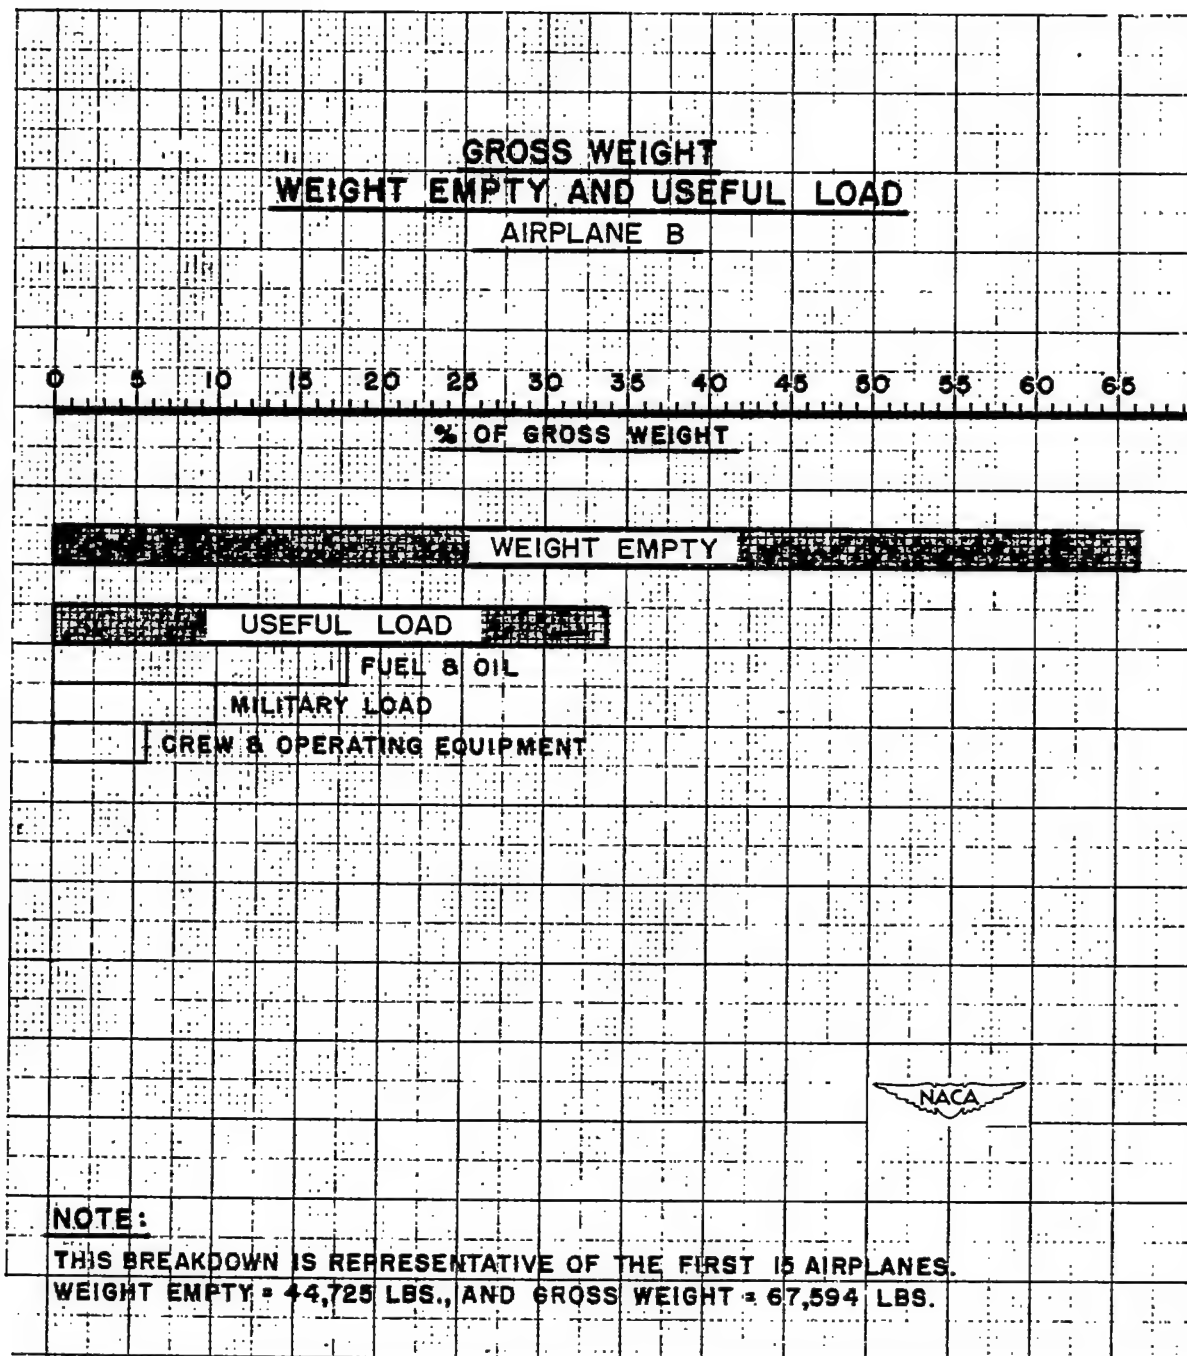 GROSS WEIGHT
WEIGHT EMPTY AND USEFUL LOAD
AIRPLANE B
0 5 10 15 20 25 30 35 40 45 50 55 60 65
% OF GROSS WEIGHT
WEIGHT EMPTY
USEFUL LOAD
FUEL & OIL
MILITARY LOAD
CREW & OPERATING EQUIPMENT
NACA
NOTE:
THIS BREAKDOWN IS REPRESENTATIVE OF THE FIRST 15 AIRPLANES.
WEIGHT EMPTY = 44,725 LBS., AND GROSS WEIGHT = 67,594 LBS.